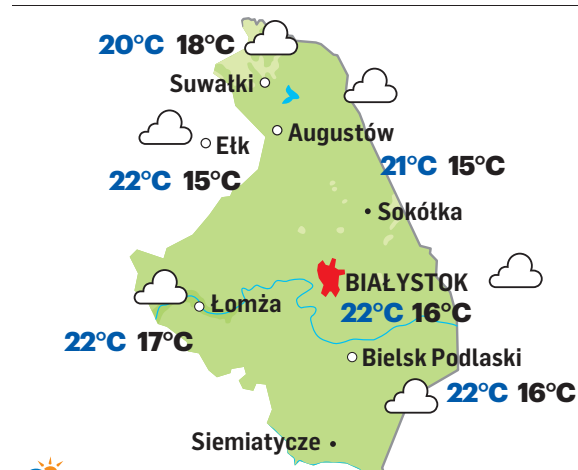 20°C 18°C
Suwałki
Augustów
Ełk
22°C 15°C
21°C 15°C
Sokółka
BIAŁYSTOK
22°C 16°C
Łomża
22°C 17°C
Bielsk Podlaski
22°C 16°C
Siemiatycze